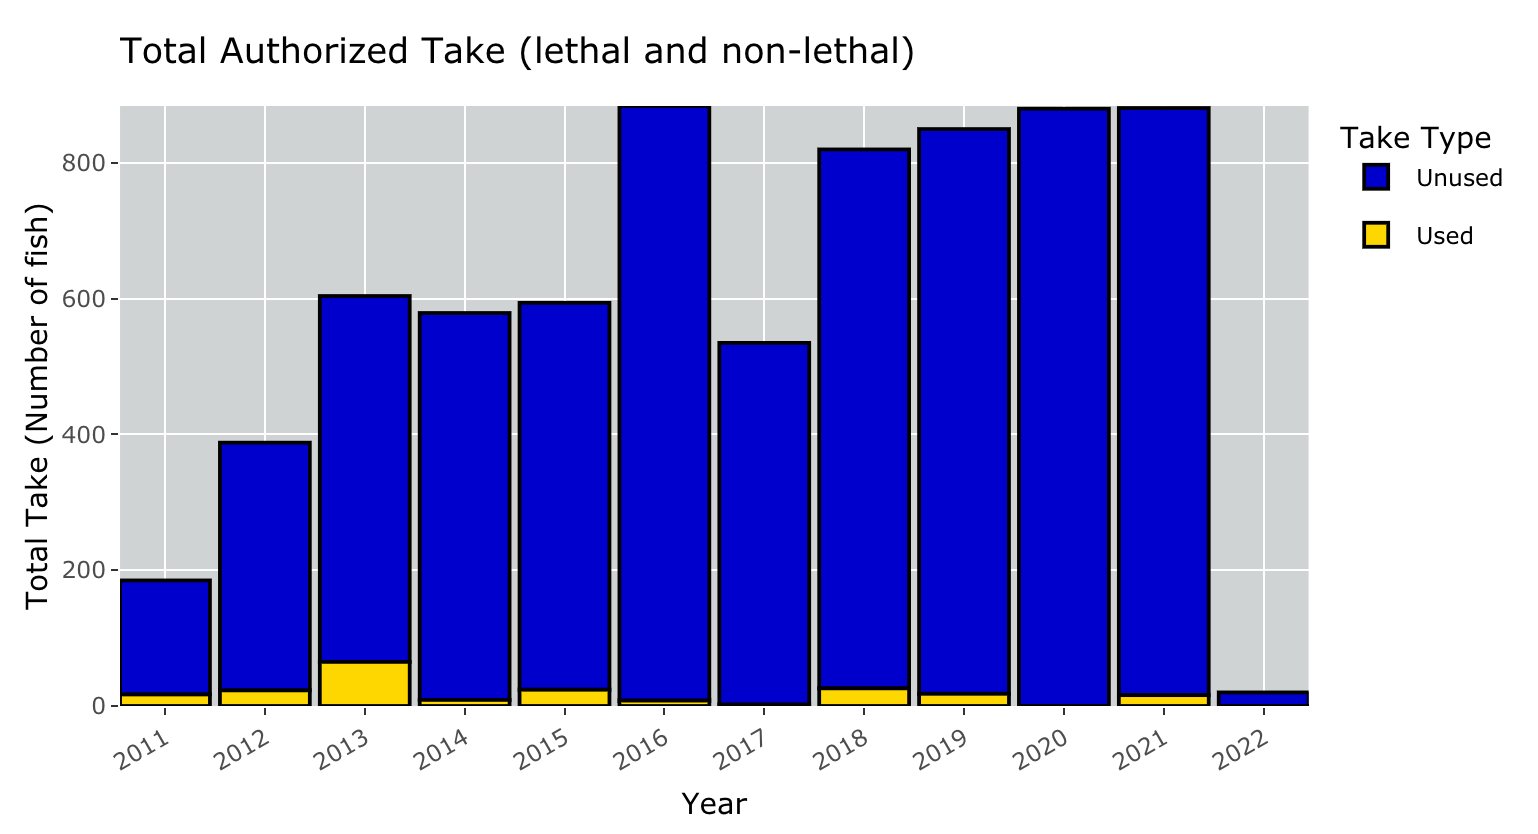 Total Authorized Take (lethal and non-lethal)
Take Type
Unused
Used
Total Take (Number of fish)
800
600
400
200
0
2011
2012
2013
2014
2015
2016
2017
2018
2019
2020
2021
2022
Year